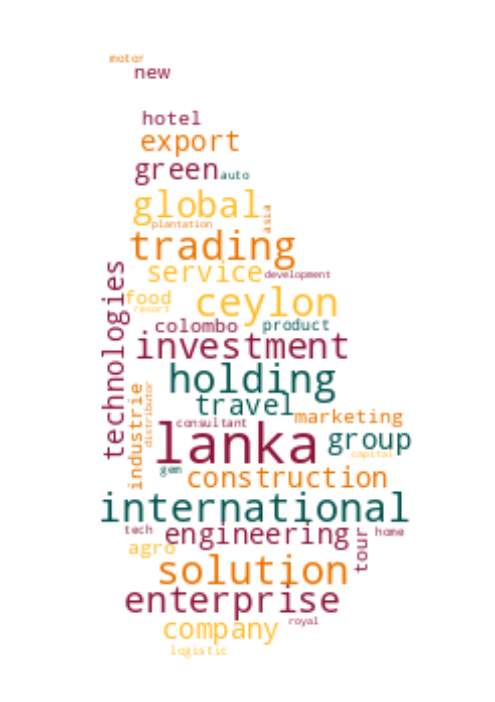 motor
new
hotel
export
green auto
global asia
plantation
trading
service development
technologies
food ceylon
resort
colombo product
investment
holding
industrie distributor
travel
marketing
consultant
lanka group
capital
gem construction
international
tech engineering home
agro tour
solution
enterprise
royal
company
logistic